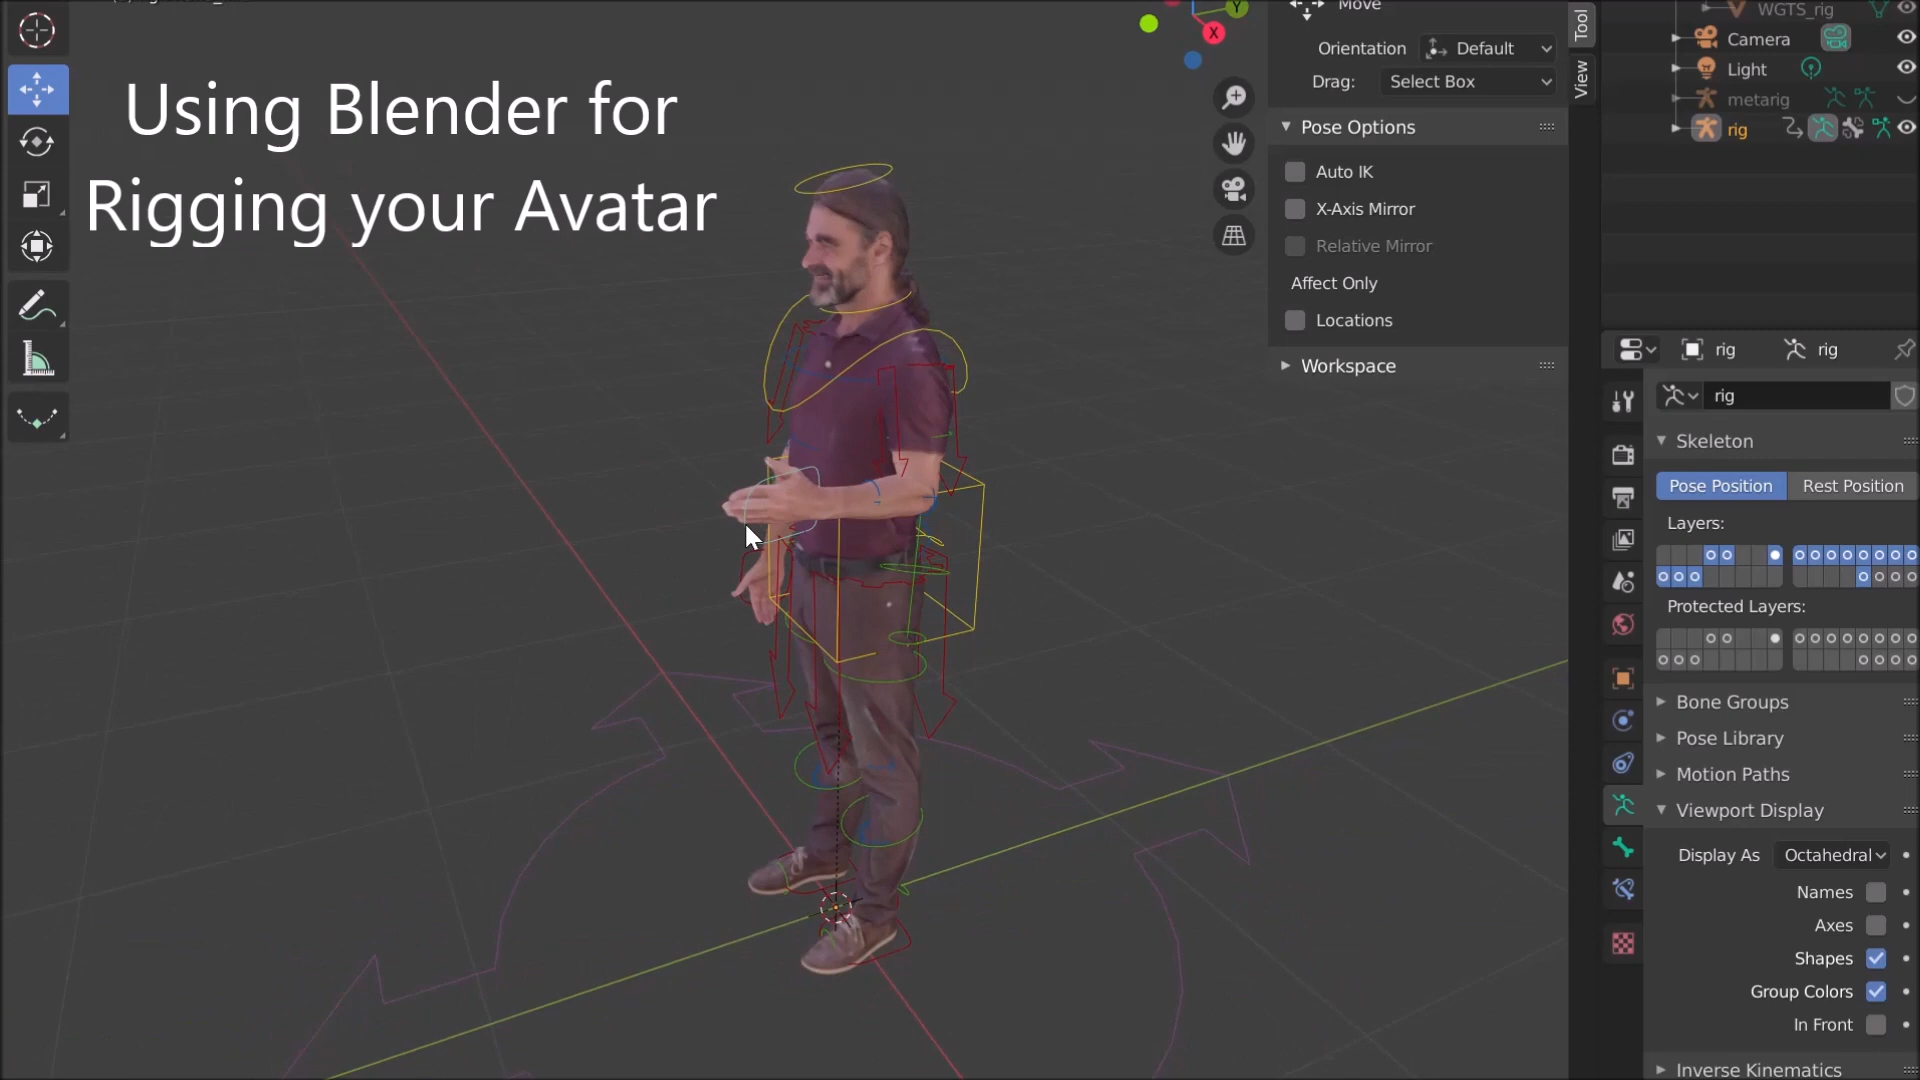 Using Blender for
Rigging your Avatar
Move
Orientation Default
Drag: Select Box
Pose Options
Auto IK
X-Axis Mirror
Relative Mirror
Affect Only
Locations
Workspace
Tool
View
Y
X
WGTS_rig
Camera
Light
metarig
rig
rig rig
rig
Skeleton
Pose Position Rest Position
Layers:
Protected Layers:
Bone Groups
Pose Library
Motion Paths
Viewport Display
Display As Octahedral
Names
Axes
Shapes
Group Colors
In Front
Inverse Kinematics